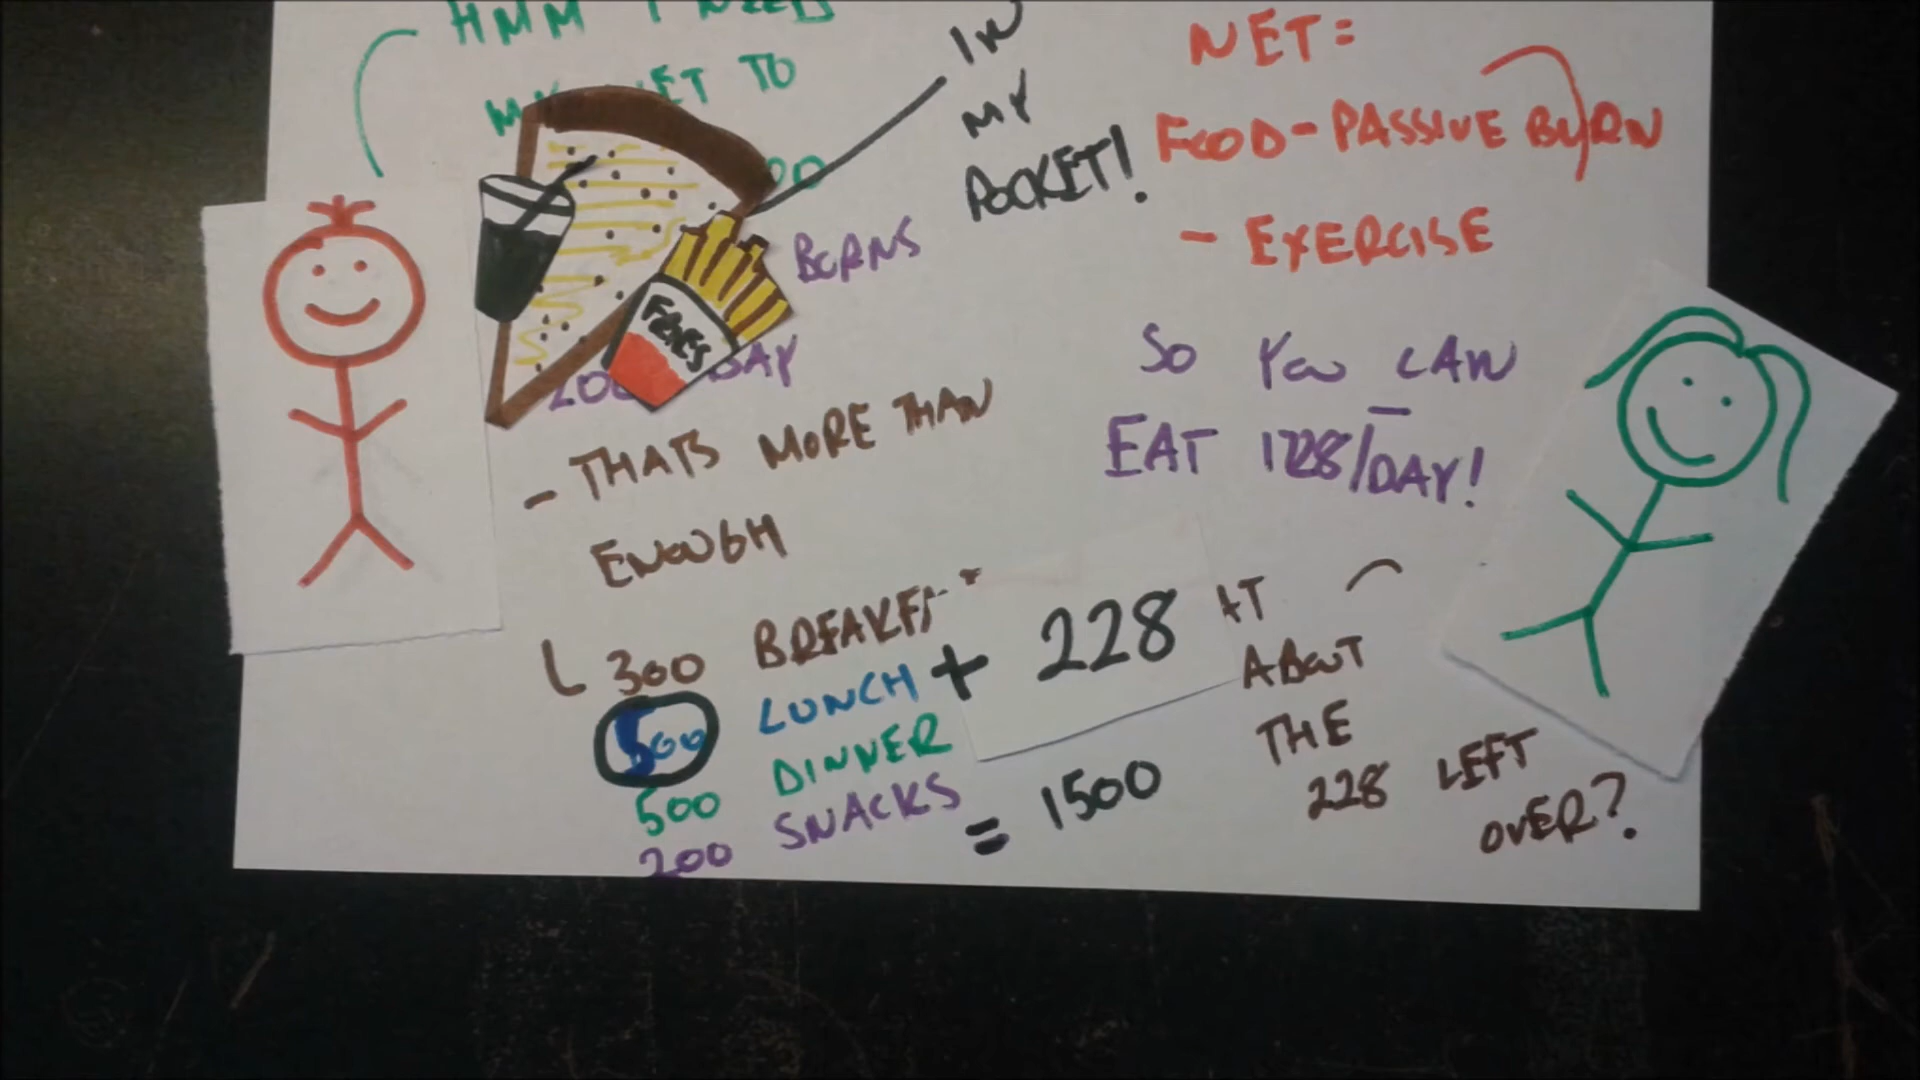 HMM I NEED
TO
BURNS
DAY
- THATS MORE THAN
ENOUGH
300 BREAKF
500 LUNCH
500 DINNER
200 SNACKS
+ 228
= 1500
IN
MY
POCKET!
NET =
FOOD - PASSIVE BURN
- EXERCISE
SO YOU CAN
EAT 1728/DAY!
AT
ABOUT
THE
228 LEFT
OVER?
FRIES